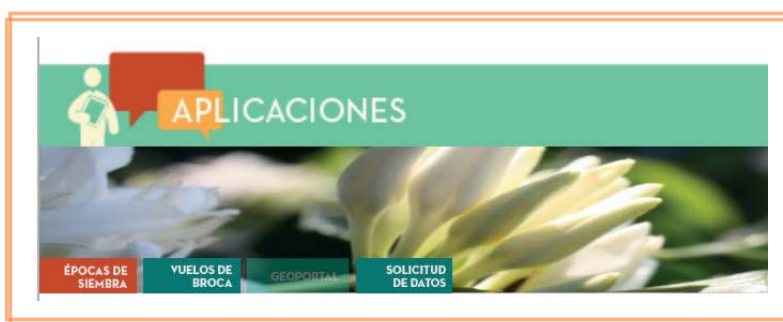 APLICACIONES
ÉPOCAS DE
SIEMBRA
VUELOS DE
BROCA
GEOPORTAL
SOLICITUD
DE DATOS